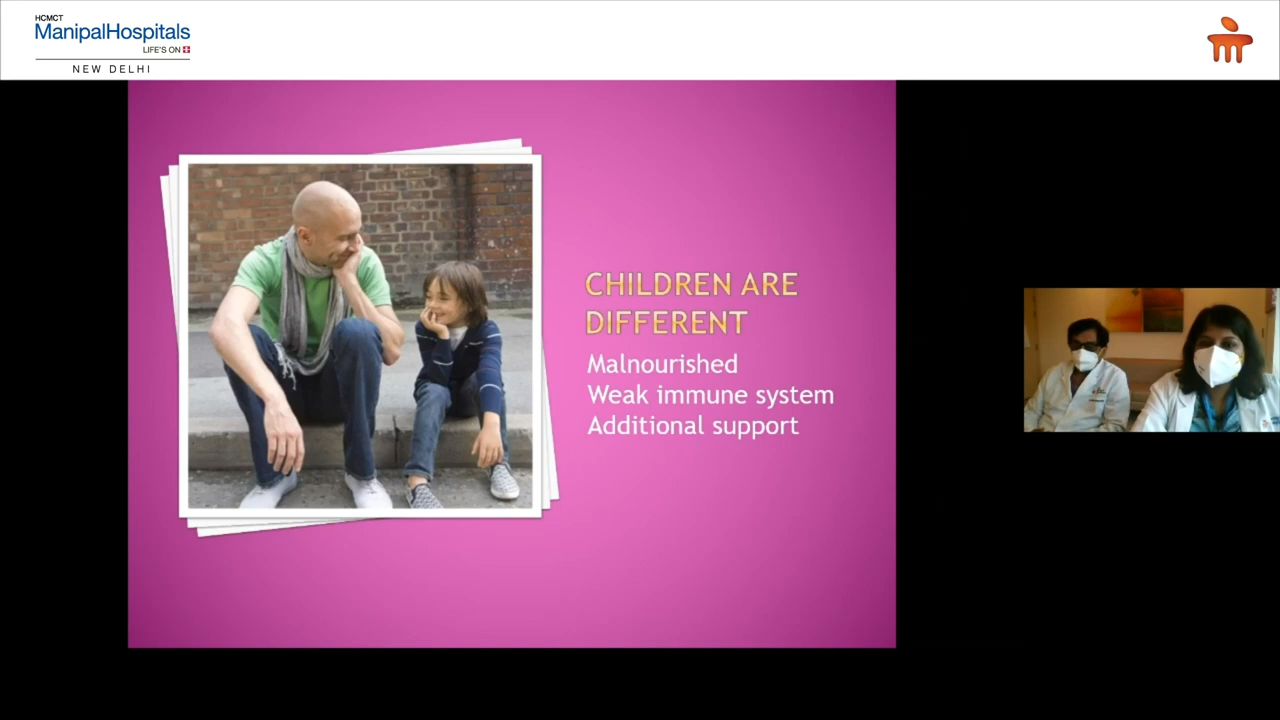 HCMCT
ManipalHospitals
LIFE'S ON
NEW DELHI
CHILDREN ARE
DIFFERENT
Malnourished
Weak immune system
Additional support